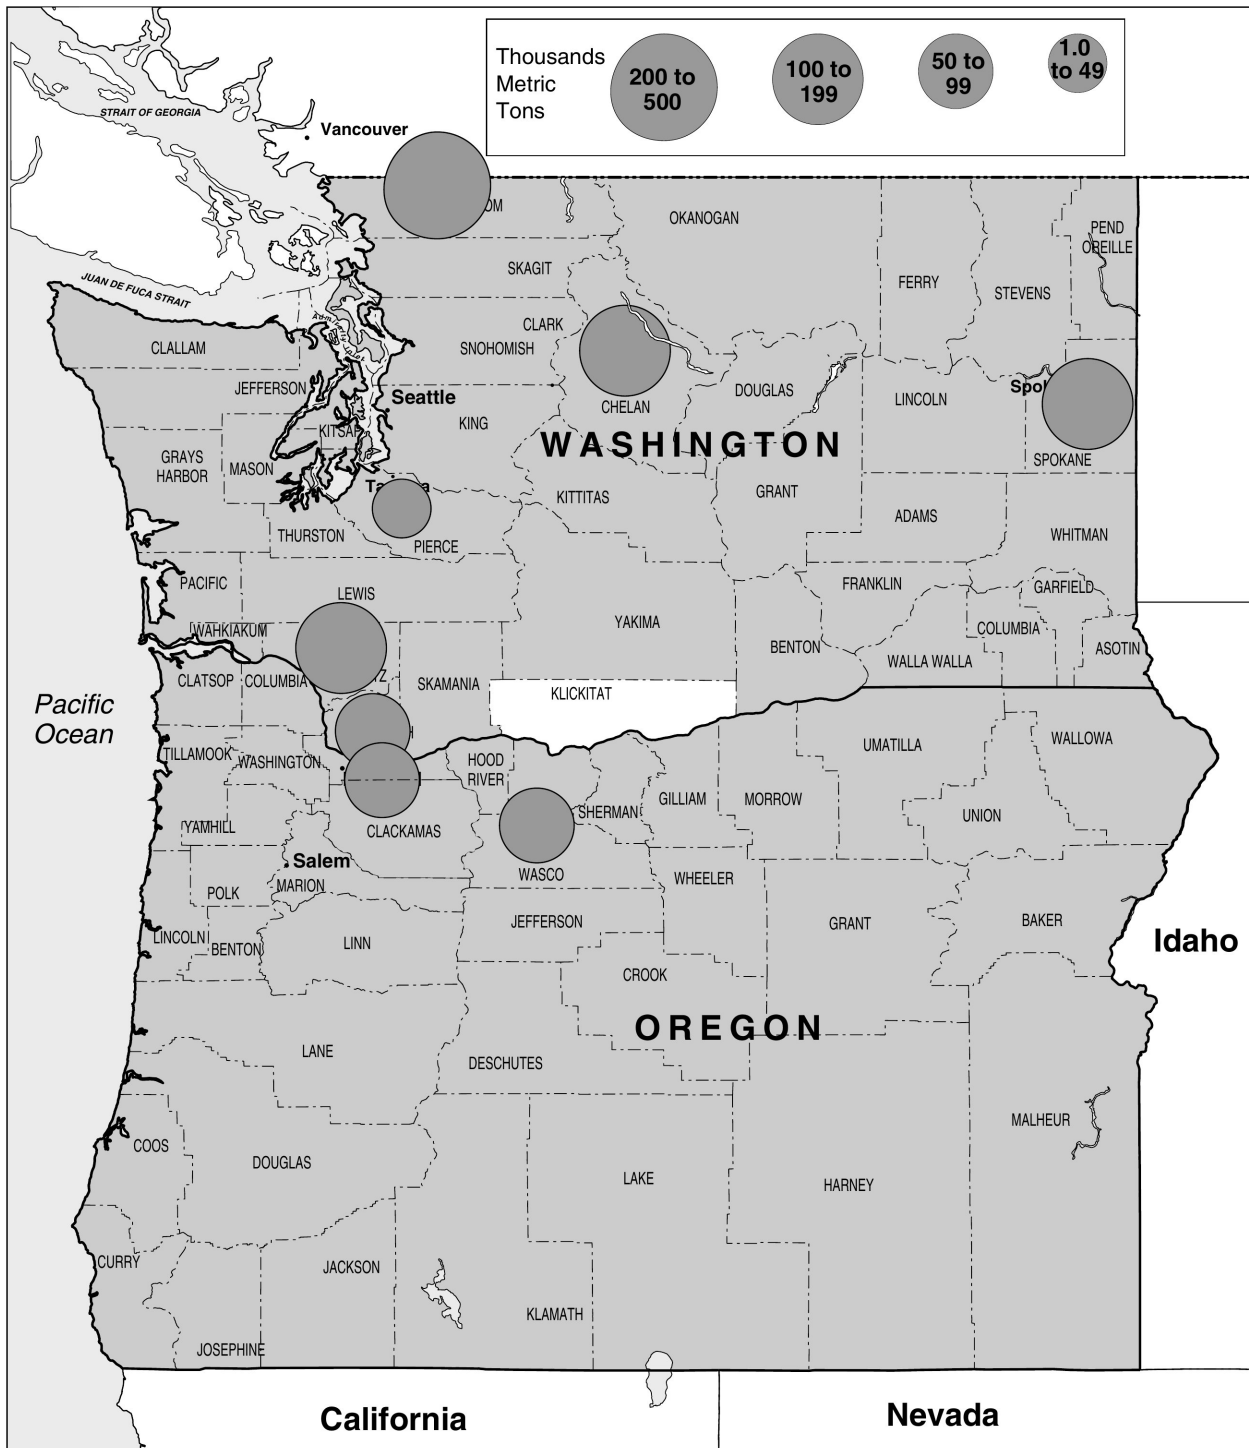 Thousands
Metric
Tons
200 to
500
100 to
199
50 to
99
1.0
to 49
STRAIT OF GEORGIA
Vancouver
OM
OKANOGAN
PEND
OREILLE
SKAGIT
JUAN DE FUCA STRAIT
FERRY
STEVENS
CLARK
SNOHOMISH
CLALLAM
JEFFERSON
Seattle
CHELAN
DOUGLAS
LINCOLN
Spok
KING
KITSAP
WASHINGTON
GRAYS
HARBOR
MASON
SPOKANE
Ta a
KITTITAS
GRANT
ADAMS
THURSTON
PIERCE
WHITMAN
PACIFIC
LEWIS
FRANKLIN
GARFIELD
WAHKIAKUM
YAKIMA
BENTON
COLUMBIA
WALLA WALLA
ASOTIN
CLATSOP
COLUMBIA
TZ
SKAMANIA
KLICKITAT
Pacific
Ocean
TILLAMOOK
WASHINGTON
HOOD
RIVER
UMATILLA
WALLOWA
SHERMAN
GILLIAM
MORROW
UNION
YAMHILL
CLACKAMAS
Salem
WASCO
WHEELER
POLK
MARION
JEFFERSON
GRANT
BAKER
LINCOLN
BENTON
LINN
Idaho
CROOK
OREGON
LANE
DESCHUTES
COOS
MALHEUR
DOUGLAS
LAKE
HARNEY
CURRY
JACKSON
KLAMATH
JOSEPHINE
California
Nevada